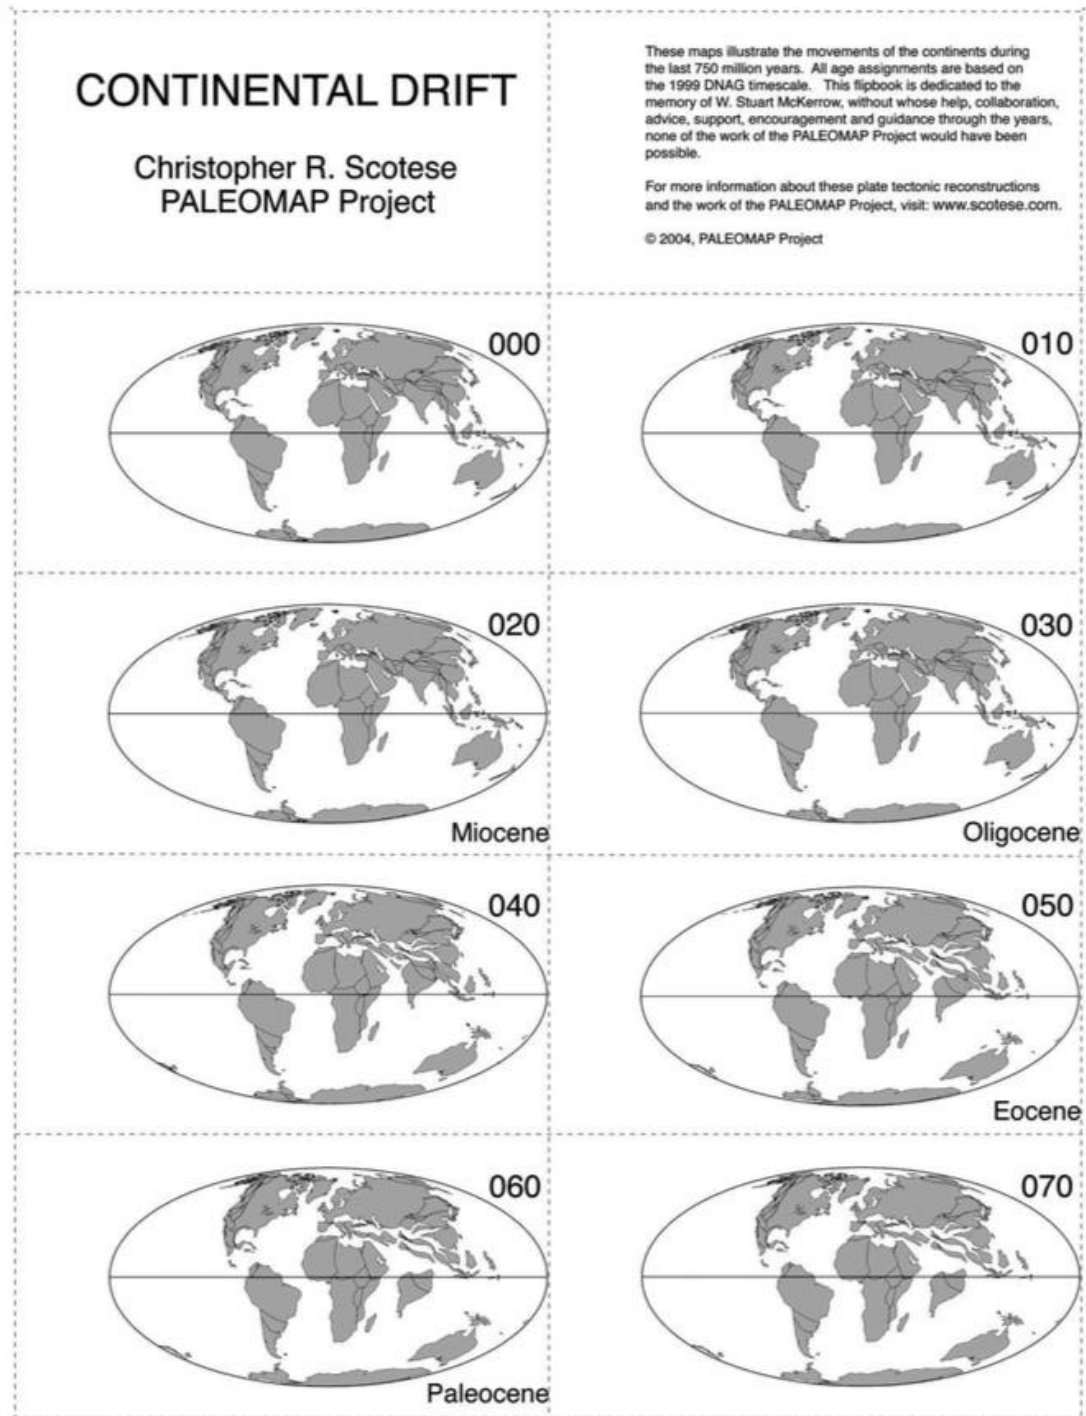 CONTINENTAL DRIFT
Christopher R. Scotese
PALEOMAP Project
These maps illustrate the movements of the continents during
the last 750 million years.  All age assignments are based on
the 1999 DNAG timescale.   This flipbook is dedicated to the
memory of W. Stuart McKerrow, without whose help, collaboration,
advice, support, encouragement and guidance through the years,
none of the work of the PALEOMAP Project would have been
possible.
For more information about these plate tectonic reconstructions
and the work of the PALEOMAP Project, visit: www.scotese.com.
© 2004, PALEOMAP Project
000
010
020
Miocene
030
Oligocene
040
050
Eocene
060
Paleocene
070